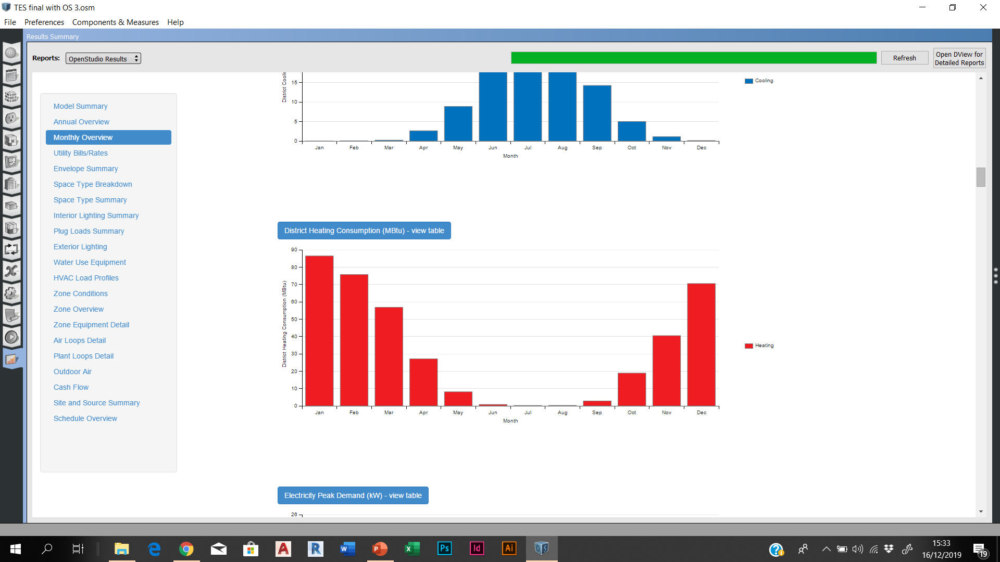 TES final with OS 3.osm
File Preferences Components & Measures Help
Results Summary
Reports: OpenStudio Results
Refresh
Open DView for
Detailed Reports
Model Summary
Annual Overview
Monthly Overview
Utility Bills/Rates
Envelope Summary
Space Type Breakdown
Space Type Summary
Interior Lighting Summary
Plug Loads Summary
Exterior Lighting
Water Use Equipment
HVAC Load Profiles
Zone Conditions
Zone Overview
Zone Equipment Detail
Air Loops Detail
Plant Loops Detail
Outdoor Air
Cash Flow
Site and Source Summary
Schedule Overview
District
15
10
5
0
Jan Feb Mar Apr May Jun Jul Aug Sep Oct Nov Dec
Month
Cooling
District Heating Consumption (MBtu) - view table
District Heating Consumption (MBtu)
90
80
70
60
50
40
30
20
10
0
Jan Feb Mar Apr May Jun Jul Aug Sep Oct Nov Dec
Month
Heating
Electricity Peak Demand (kW) - view table
26
A R W P X Ps Id Ai OS
15:33
16/12/2019
19